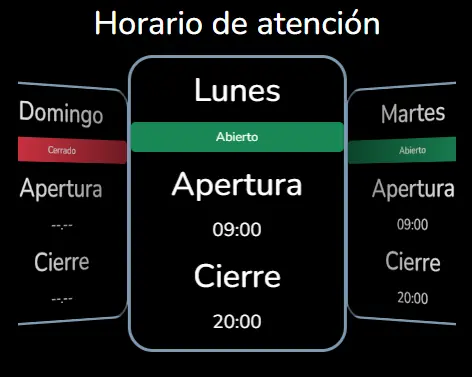 Horario de atención
Domingo
Cerrado
Apertura
--.--
Cierre
--.--
Lunes
Abierto
Apertura
09:00
Cierre
20:00
Martes
Abierto
Apertura
09:00
Cierre
20:00